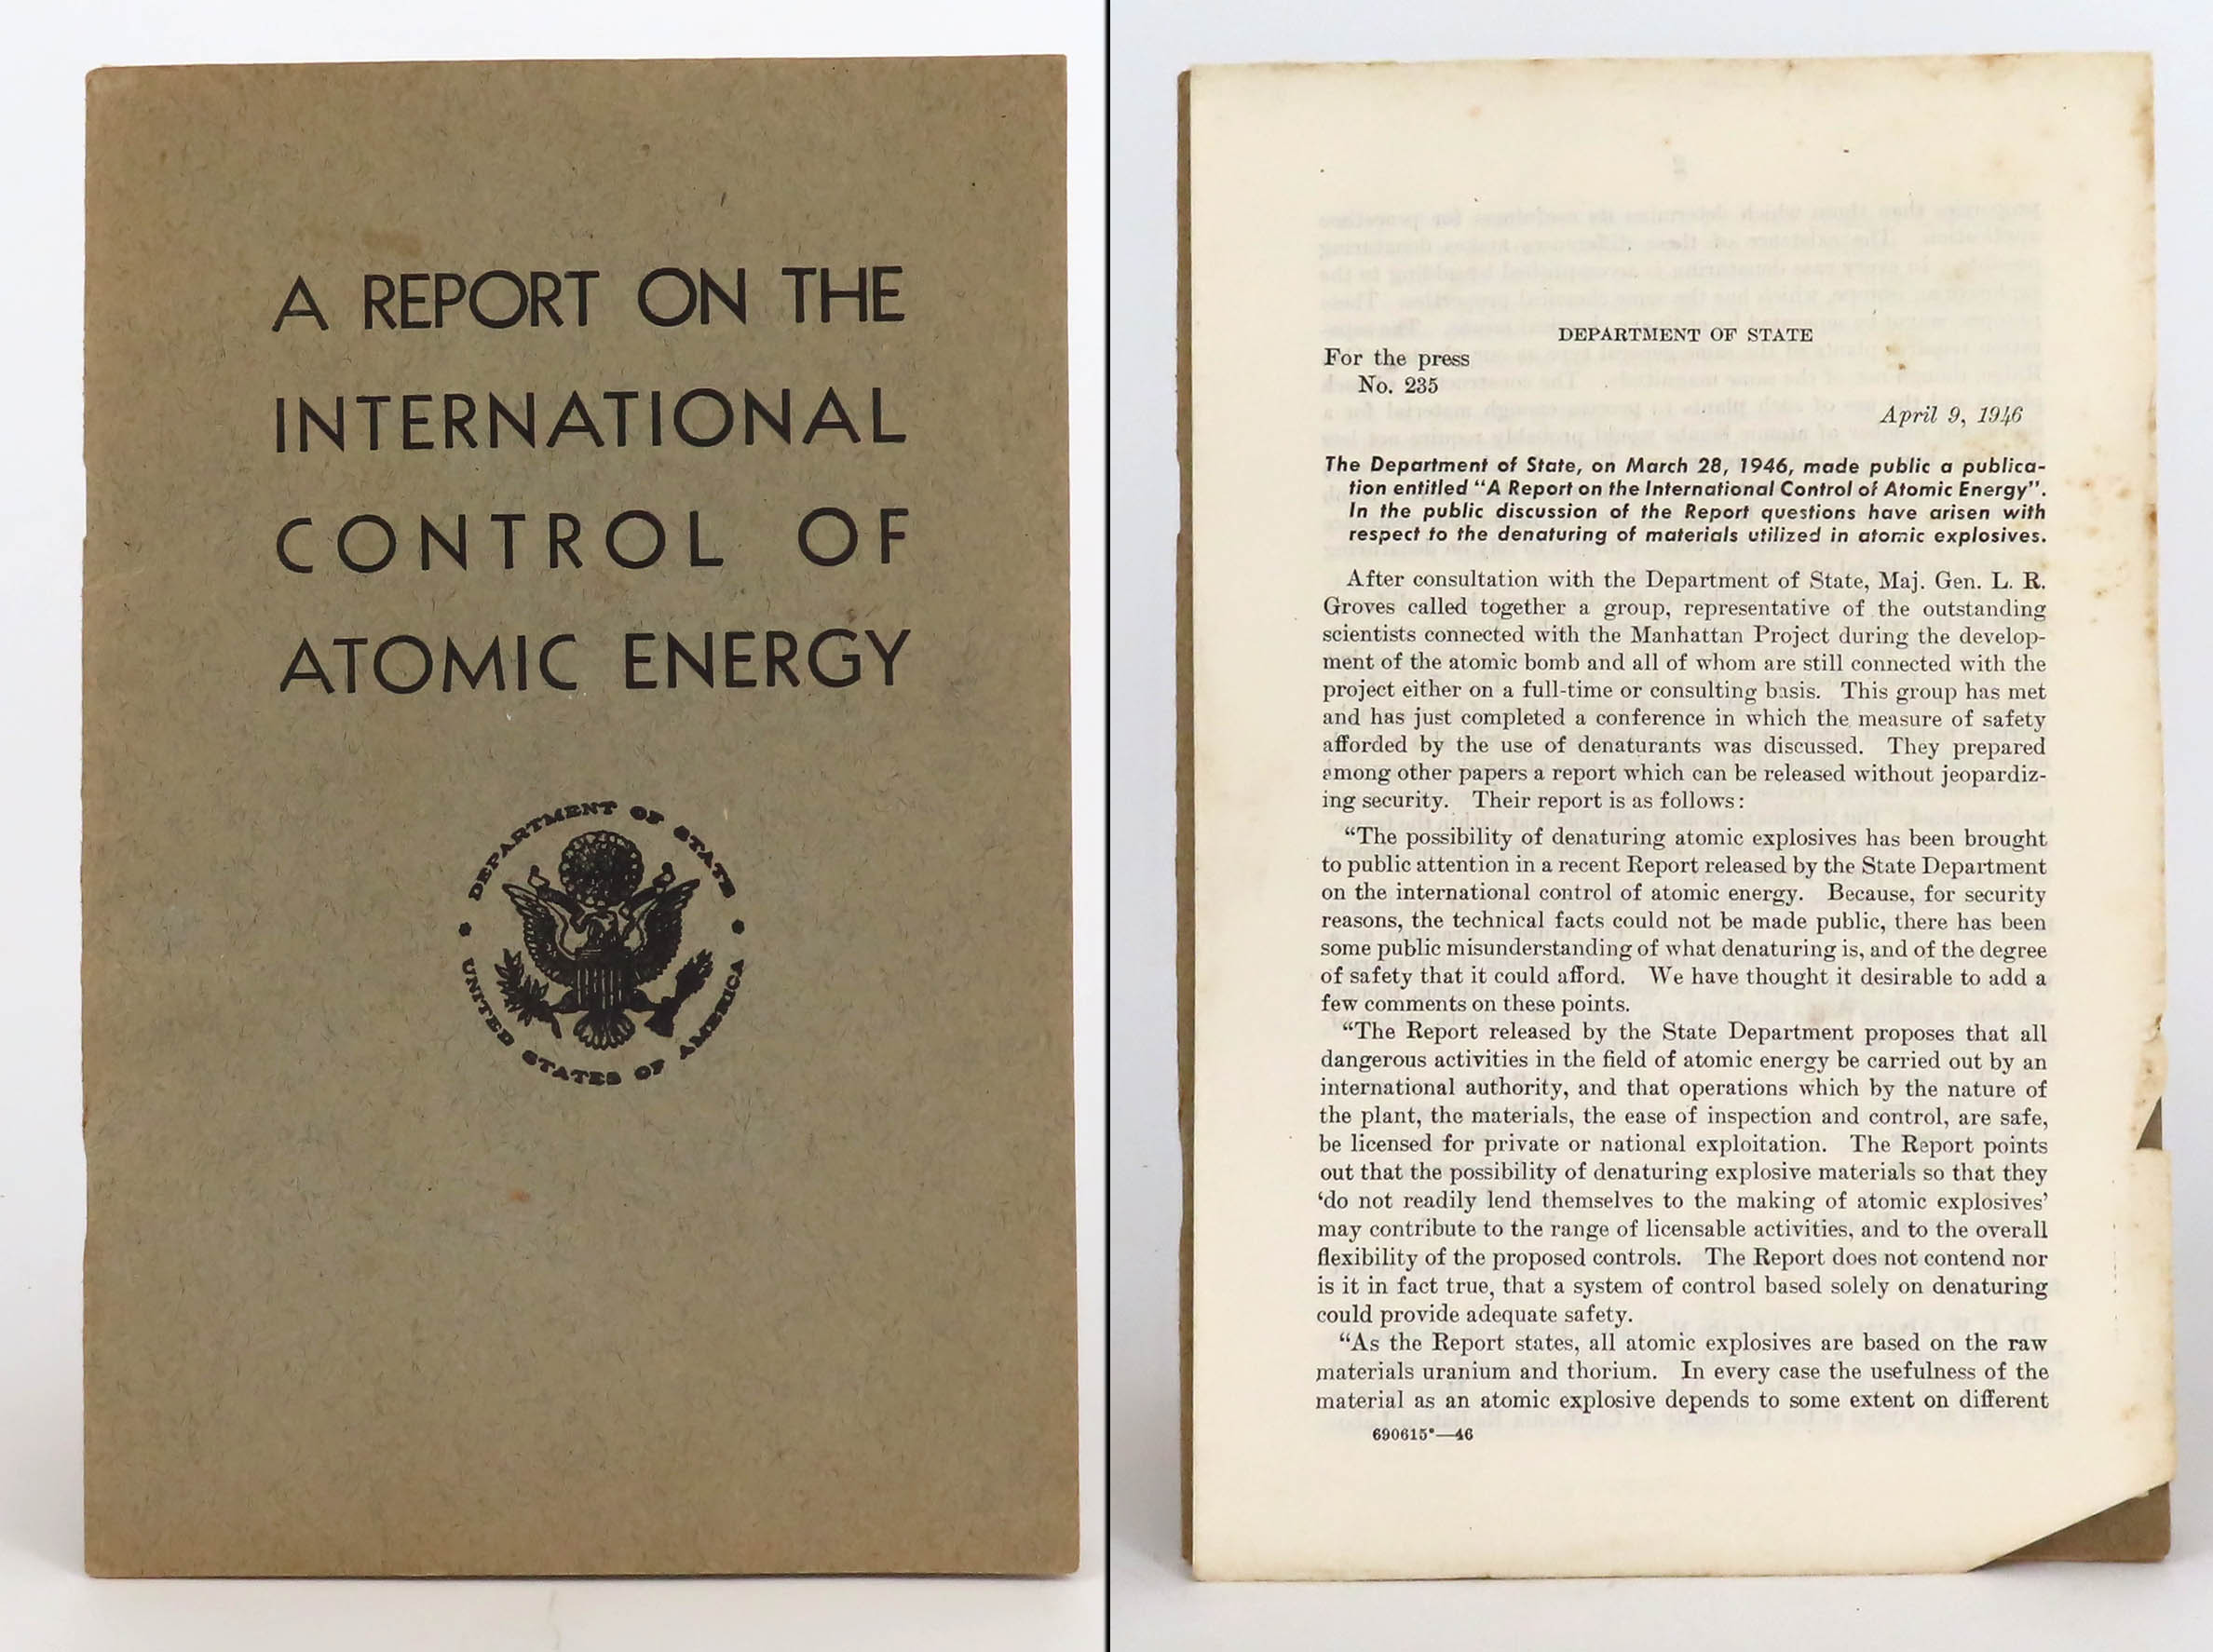 A REPORT ON THE
INTERNATIONAL
CONTROL OF
ATOMIC ENERGY
DEPARTMENT OF STATE
UNITED STATES OF AMERICA
DEPARTMENT OF STATE
For the press
No. 235
April 9, 1946
The Department of State, on March 28, 1946, made public a publica-
tion entitled "A Report on the International Control of Atomic Energy".
In the public discussion of the Report questions have arisen with
respect to the denaturing of materials utilized in atomic explosives.
After consultation with the Department of State, Maj. Gen. L. R.
Groves called together a group, representative of the outstanding
scientists connected with the Manhattan Project during the develop-
ment of the atomic bomb and all of whom are still connected with the
project either on a full-time or consulting basis. This group has met
and has just completed a conference in which the measure of safety
afforded by the use of denaturants was discussed. They prepared
among other papers a report which can be released without jeopardiz-
ing security. Their report is as follows:
"The possibility of denaturing atomic explosives has been brought
to public attention in a recent Report released by the State Department
on the international control of atomic energy. Because, for security
reasons, the technical facts could not be made public, there has been
some public misunderstanding of what denaturing is, and of the degree
of safety that it could afford. We have thought it desirable to add a
few comments on these points.
"The Report released by the State Department proposes that all
dangerous activities in the field of atomic energy be carried out by an
international authority, and that operations which by the nature of
the plant, the materials, the ease of inspection and control, are safe,
be licensed for private or national exploitation. The Report points
out that the possibility of denaturing explosive materials so that they
'do not readily lend themselves to the making of atomic explosives'
may contribute to the range of licensable activities, and to the overall
flexibility of the proposed controls. The Report does not contend nor
is it in fact true, that a system of control based solely on denaturing
could provide adequate safety.
"As the Report states, all atomic explosives are based on the raw
materials uranium and thorium. In every case the usefulness of the
material as an atomic explosive depends to some extent on different
690615°—46